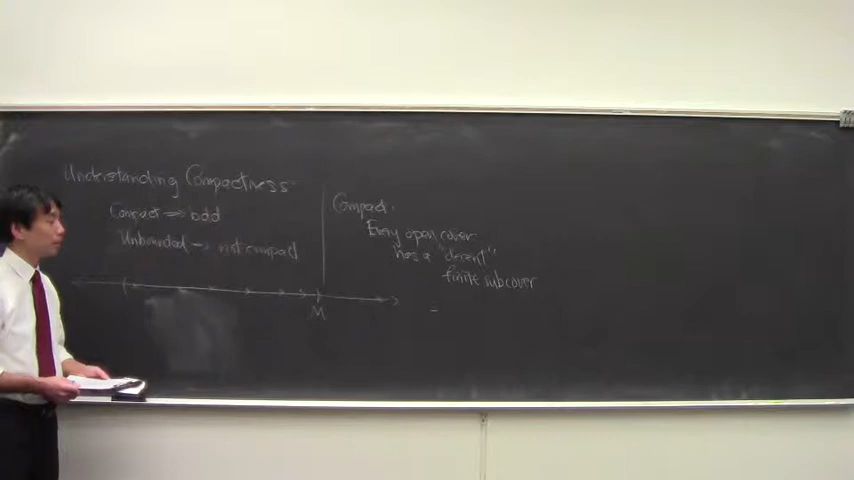 Understanding Compactness
Compact => bdd
Unbounded -> not compact
M
Compact:
Every open cover
has a "decent"
finite subcover